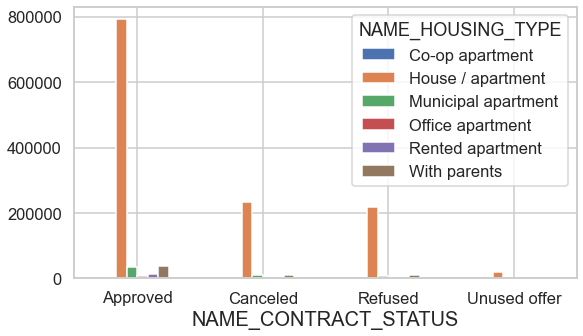 800000
600000
400000
200000
0
NAME_HOUSING_TYPE
Co-op apartment
House / apartment
Municipal apartment
Office apartment
Rented apartment
With parents
Approved Canceled Refused Unused offer
NAME_CONTRACT_STATUS